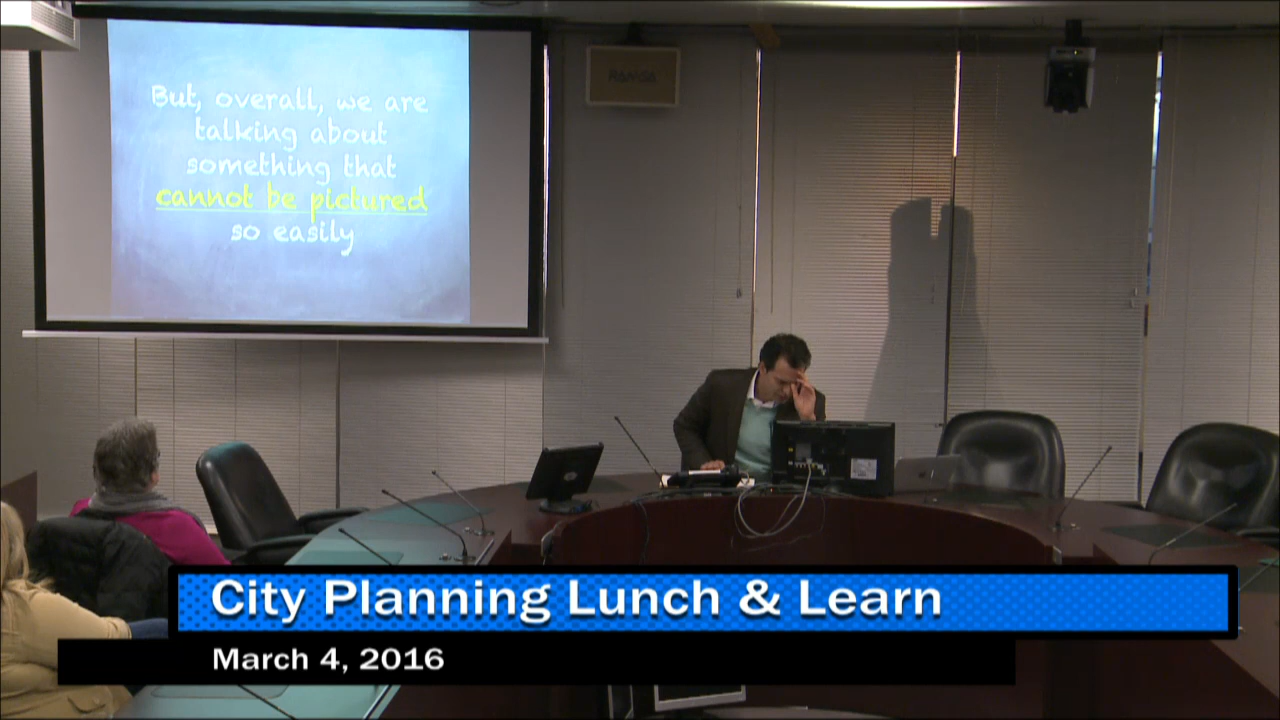 But, overall, we are
talking about
something that
cannot be pictured
so easily
City Planning Lunch & Learn
March 4, 2016